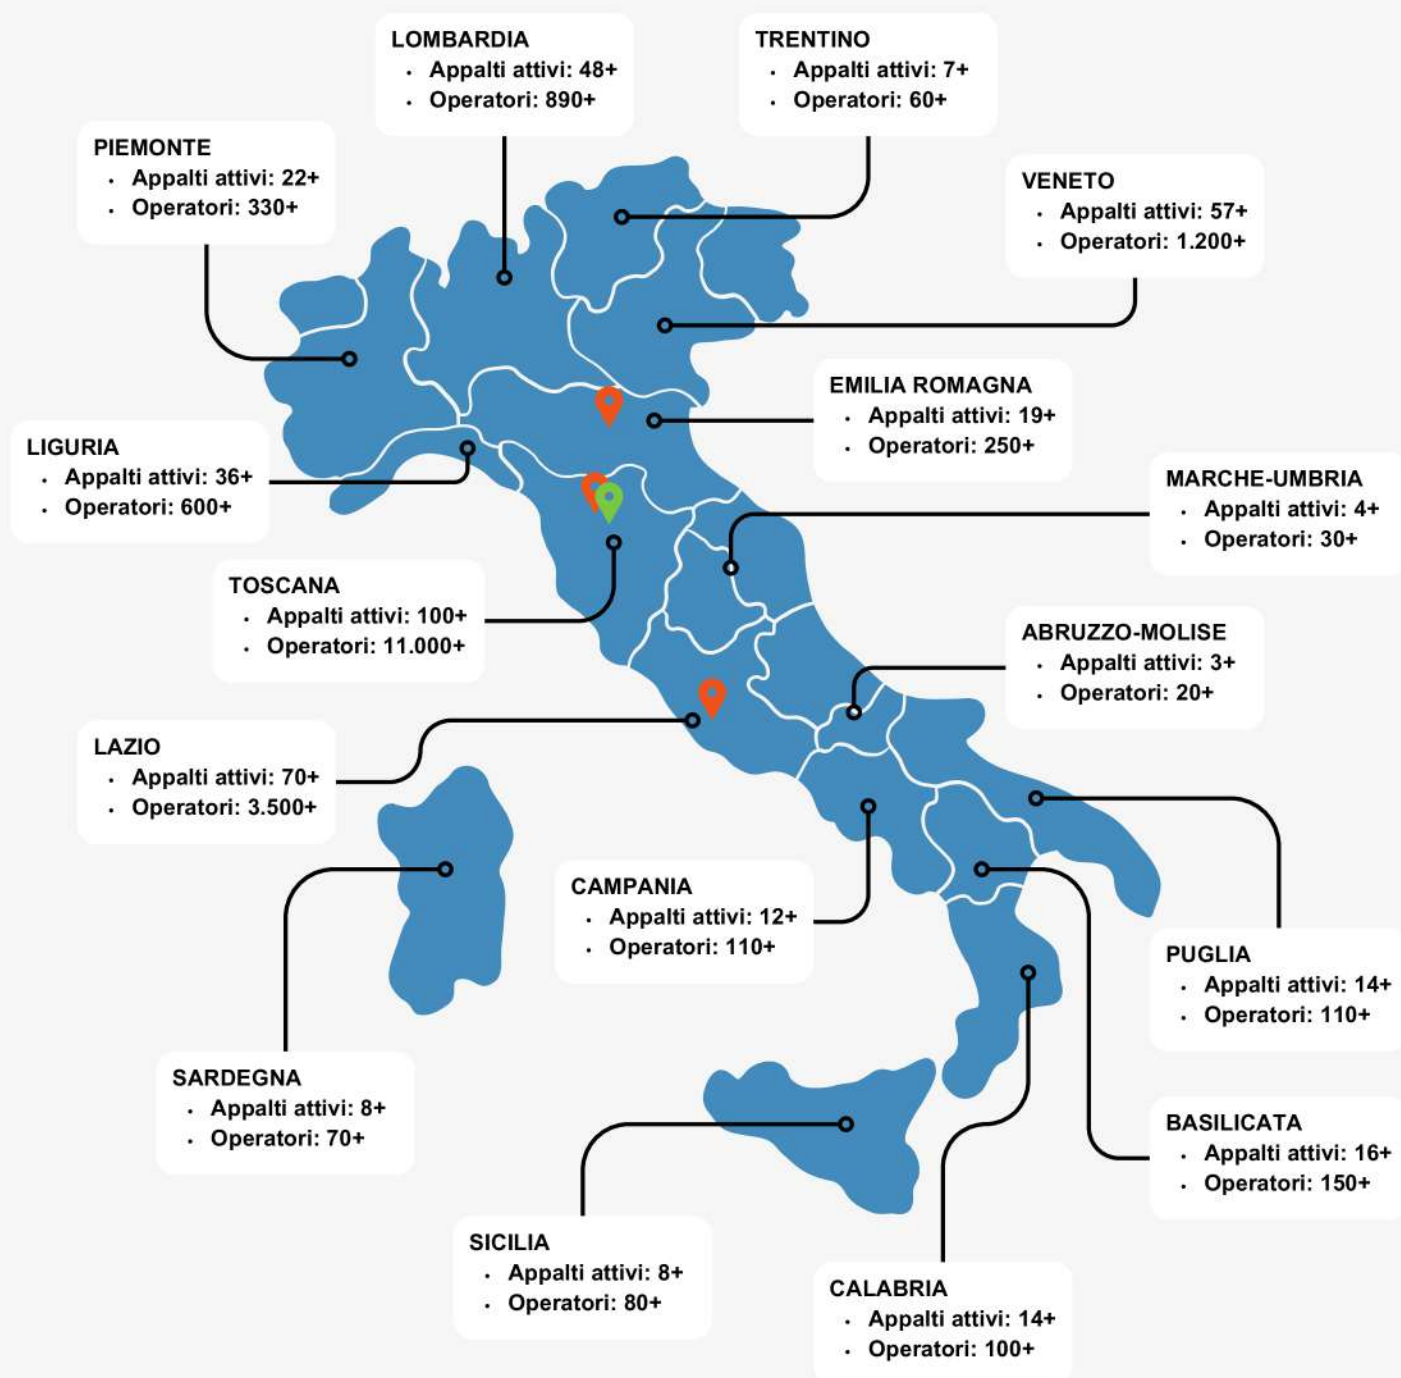 LOMBARDIA
· Appalti attivi: 48+
· Operatori: 890+
TRENTINO
· Appalti attivi: 7+
· Operatori: 60+
PIEMONTE
· Appalti attivi: 22+
· Operatori: 330+
VENETO
· Appalti attivi: 57+
· Operatori: 1.200+
EMILIA ROMAGNA
· Appalti attivi: 19+
· Operatori: 250+
LIGURIA
· Appalti attivi: 36+
· Operatori: 600+
MARCHE-UMBRIA
· Appalti attivi: 4+
· Operatori: 30+
TOSCANA
· Appalti attivi: 100+
· Operatori: 11.000+
ABRUZZO-MOLISE
· Appalti attivi: 3+
· Operatori: 20+
LAZIO
· Appalti attivi: 70+
· Operatori: 3.500+
CAMPANIA
· Appalti attivi: 12+
· Operatori: 110+
PUGLIA
· Appalti attivi: 14+
· Operatori: 110+
SARDEGNA
· Appalti attivi: 8+
· Operatori: 70+
BASILICATA
· Appalti attivi: 16+
· Operatori: 150+
SICILIA
· Appalti attivi: 8+
· Operatori: 80+
CALABRIA
· Appalti attivi: 14+
· Operatori: 100+